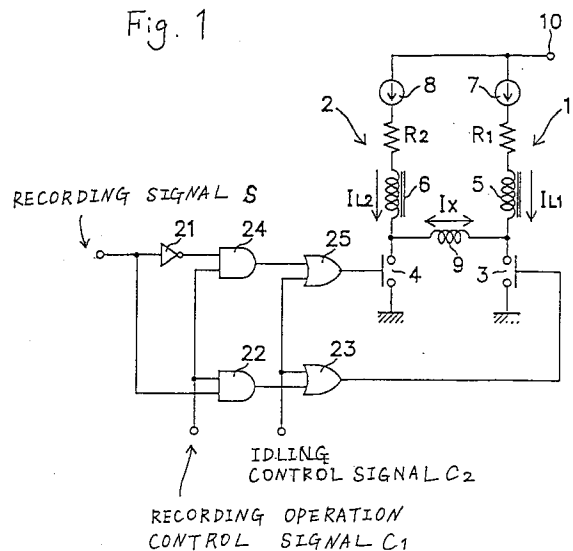 Fig. 1
10
8
7
2
R2
R1
1
IL2
6
Ix
5
IL1
RECORDING SIGNAL S
21
24
25
9
4
3
22
23
IDLING
CONTROL SIGNAL C2
RECORDING OPERATION
CONTROL SIGNAL C1